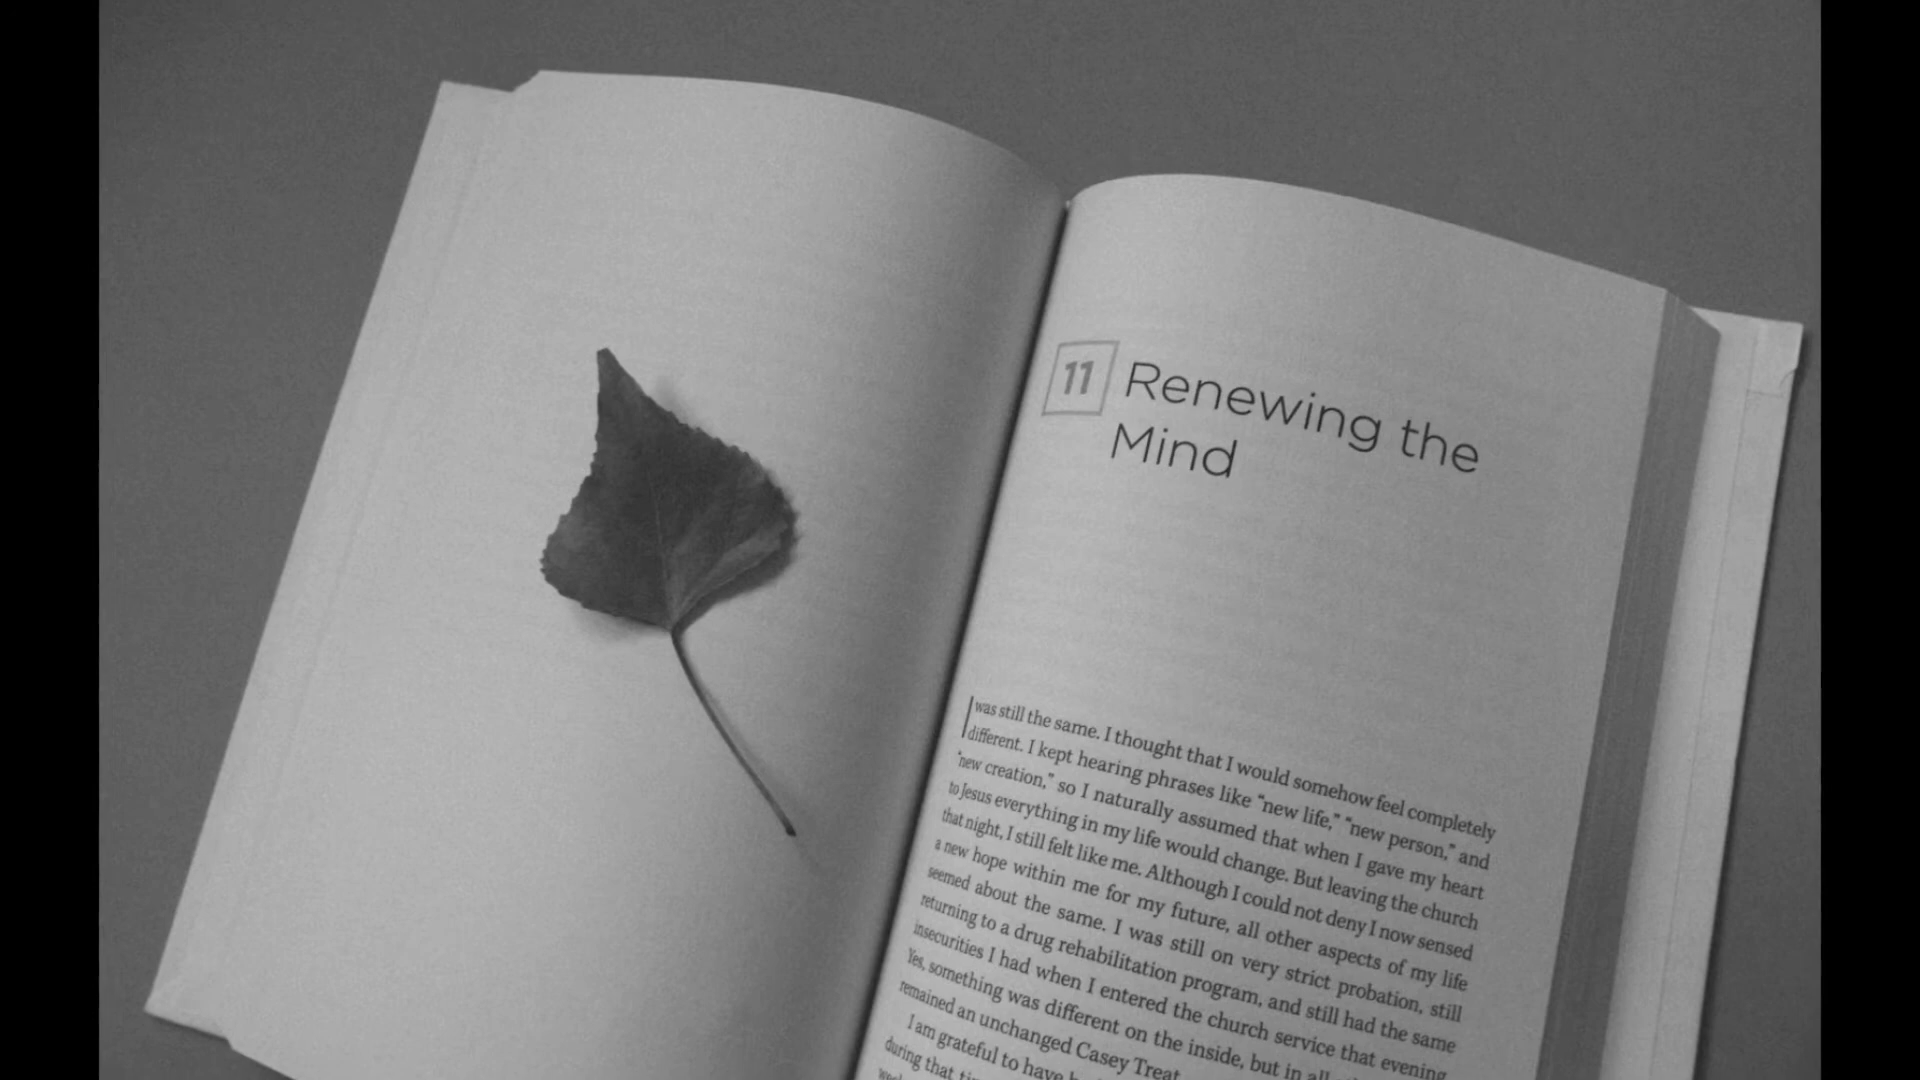 11 Renewing the
Mind
I was still the same. I thought that I would somehow feel completely
different. I kept hearing phrases like “new life,” “new person,” and
“new creation,” so I naturally assumed that when I gave my heart
to Jesus everything in my life would change. But leaving the church
that night, I still felt like me. Although I could not deny I now sensed
a new hope within me for my future, all other aspects of my life
seemed about the same. I was still on very strict probation, still
returning to a drug rehabilitation program, and still had the same
insecurities I had when I entered the church service that evening
Yes, something was different on the inside, but in all
remained an unchanged Casey Treat
I am grateful to have
during that